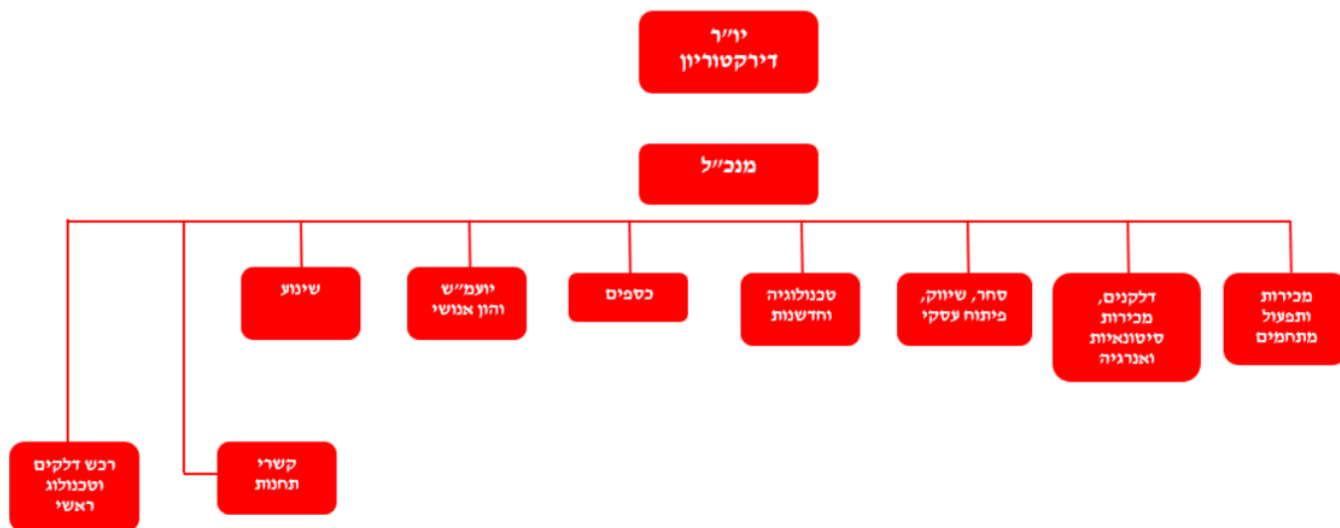 יו״ר
דירקטוריון
מנכ״ל
מכירות
ותפעול
מתחמים
דלקנים,
מכירות
סיטונאיות
ואנרגיה
סחר, שיווק,
פיתוח עסקי
טכנולוגיה
וחדשנות
כספים
יועמ״ש
והון אנושי
שינוע
קשרי
תחנות
רכש דלקים
וטכנולוג
ראשי